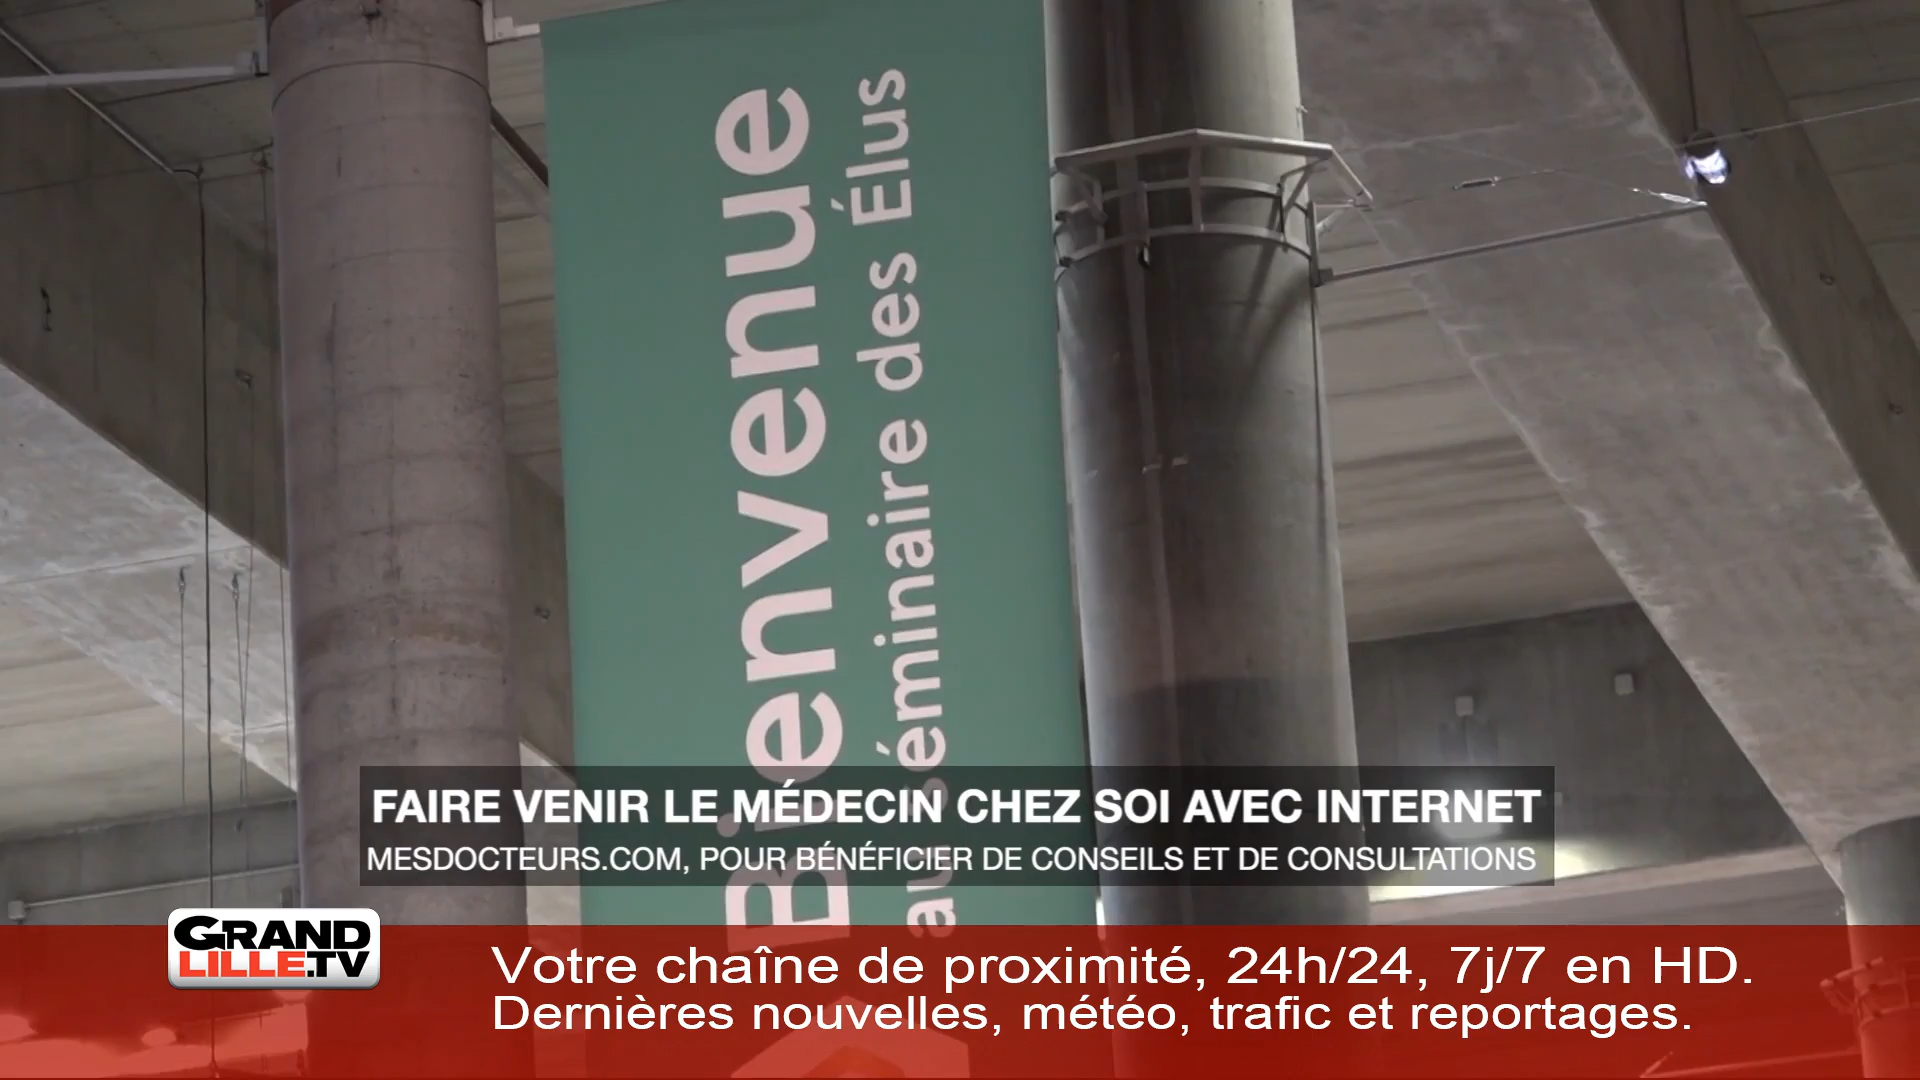 Bienvenue
au séminaire des Élus
FAIRE VENIR LE MÉDECIN CHEZ SOI AVEC INTERNET
MESDOCTEURS.COM, POUR BÉNÉFICIER DE CONSEILS ET DE CONSULTATIONS
GRAND
LILLE.TV
Votre chaîne de proximité, 24h/24, 7j/7 en HD.
Dernières nouvelles, météo, trafic et reportages.